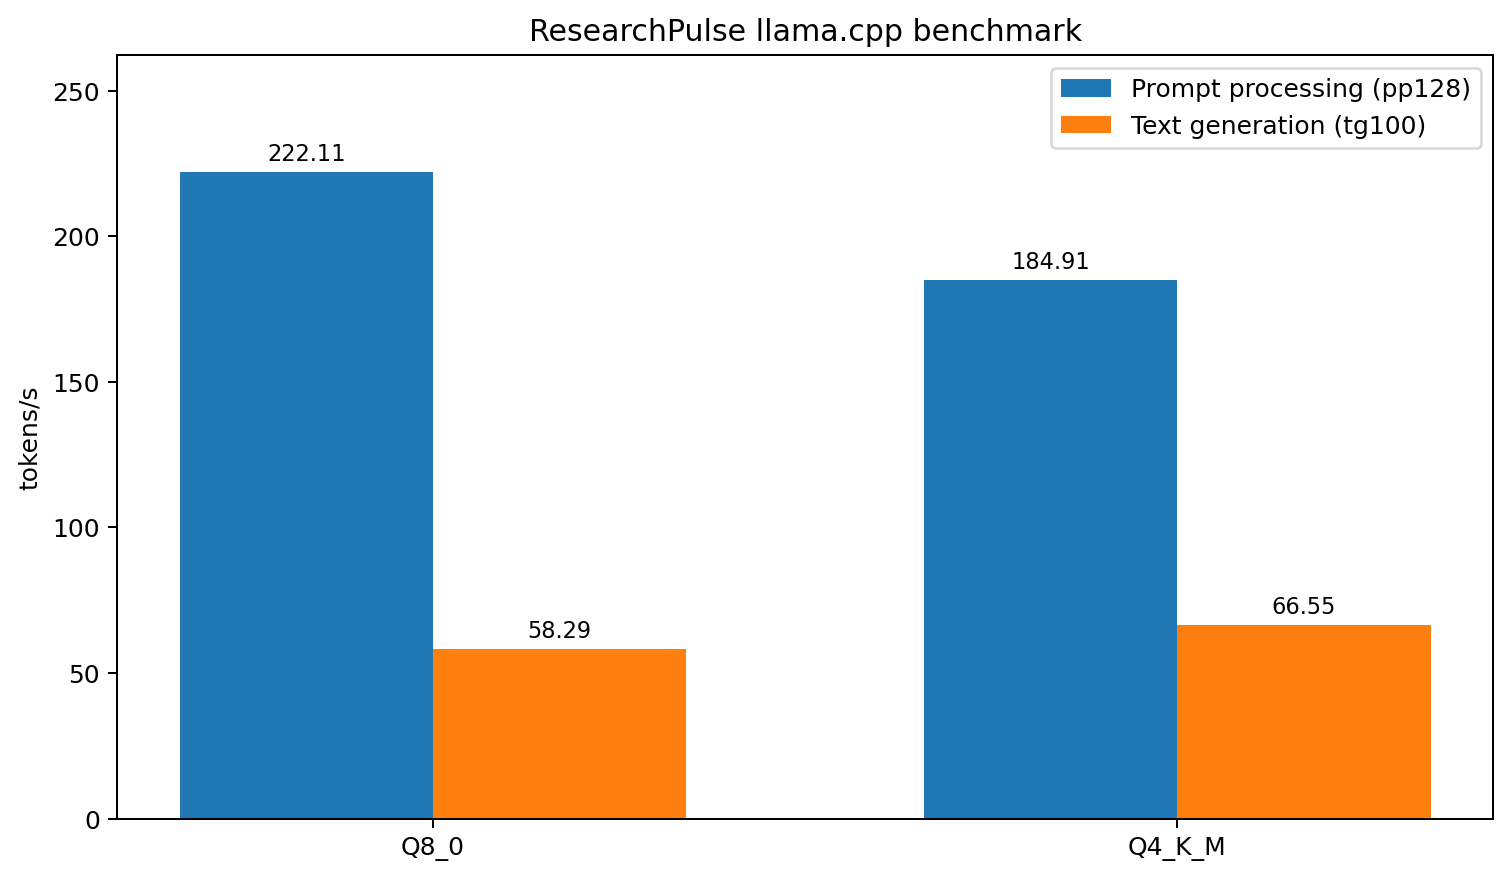 ResearchPulse llama.cpp benchmark
Prompt processing (pp128)
Text generation (tg100)
250
200
150
100
50
0
tokens/s
222.11
58.29
184.91
66.55
Q8_0
Q4_K_M